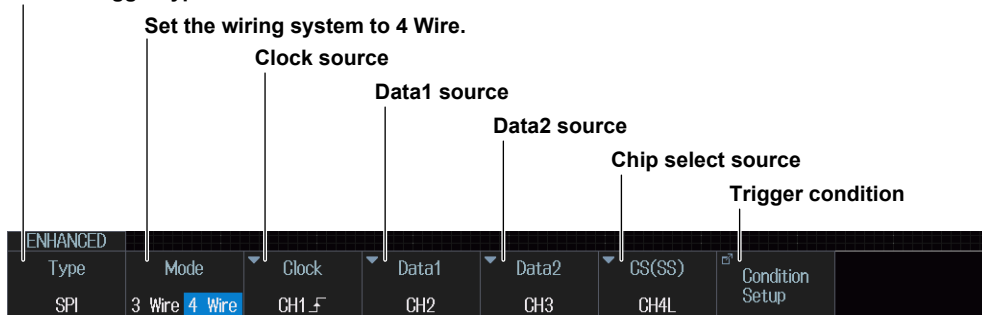 Set the wiring system to 4 Wire.
Clock source
Data1 source
Data2 source
Chip select source
Trigger condition
ENHANCED
Type Mode Clock Data1 Data2 CS(SS) Condition Setup
SPI 3 Wire 4 Wire CH1 CH2 CH3 CH4L